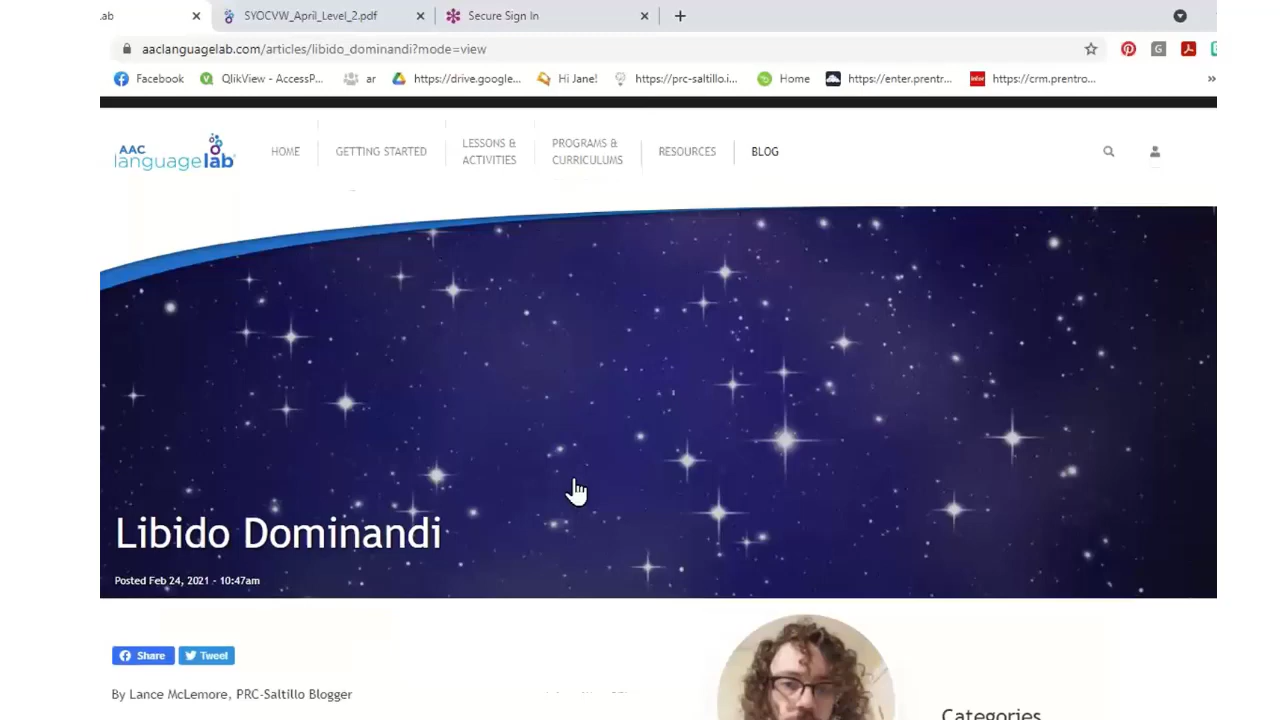 ab
SYOCVW_April_Level_2.pdf
Secure Sign In
aaclanguagelab.com/articles/libido_dominandi?mode=view
Facebook
QlikView - AccessP...
ar
https://drive.google...
Hi Jane!
https://prc-saltillo.i...
Home
https://enter.prentr...
https://crm.prentro...
AAC
languagelab
HOME
GETTING STARTED
LESSONS &
ACTIVITIES
PROGRAMS &
CURRICULUMS
RESOURCES
BLOG
Libido Dominandi
Posted Feb 24, 2021 - 10:47am
Share
Tweet
By Lance McLemore, PRC-Saltillo Blogger
Categories